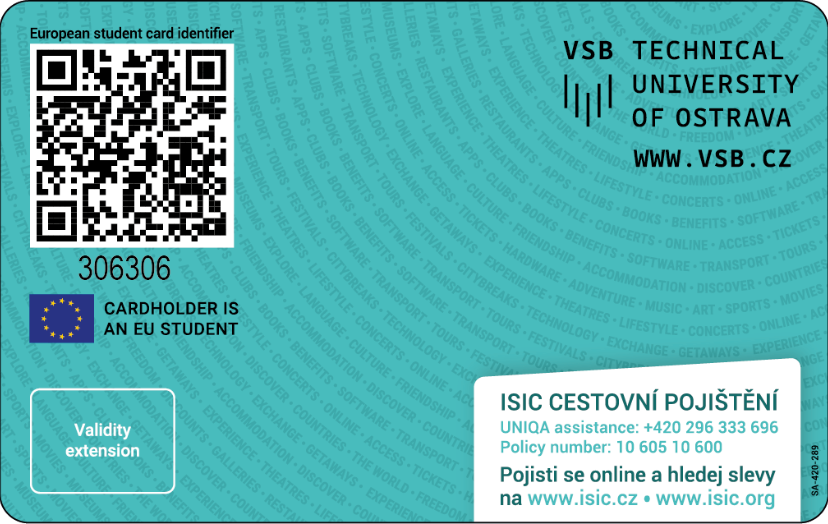 European student card identifier
306306
CARDHOLDER IS
AN EU STUDENT
Validity
extension
VSB TECHNICAL
UNIVERSITY
OF OSTRAVA
WWW.VSB.CZ
ISIC CESTOVNÍ POJIŠTĚNÍ
UNIQA assistance: +420 296 333 696
Policy number: 10 605 10 600
Pojisti se online a hledej slevy
na www.isic.cz • www.isic.org
SA-420-289